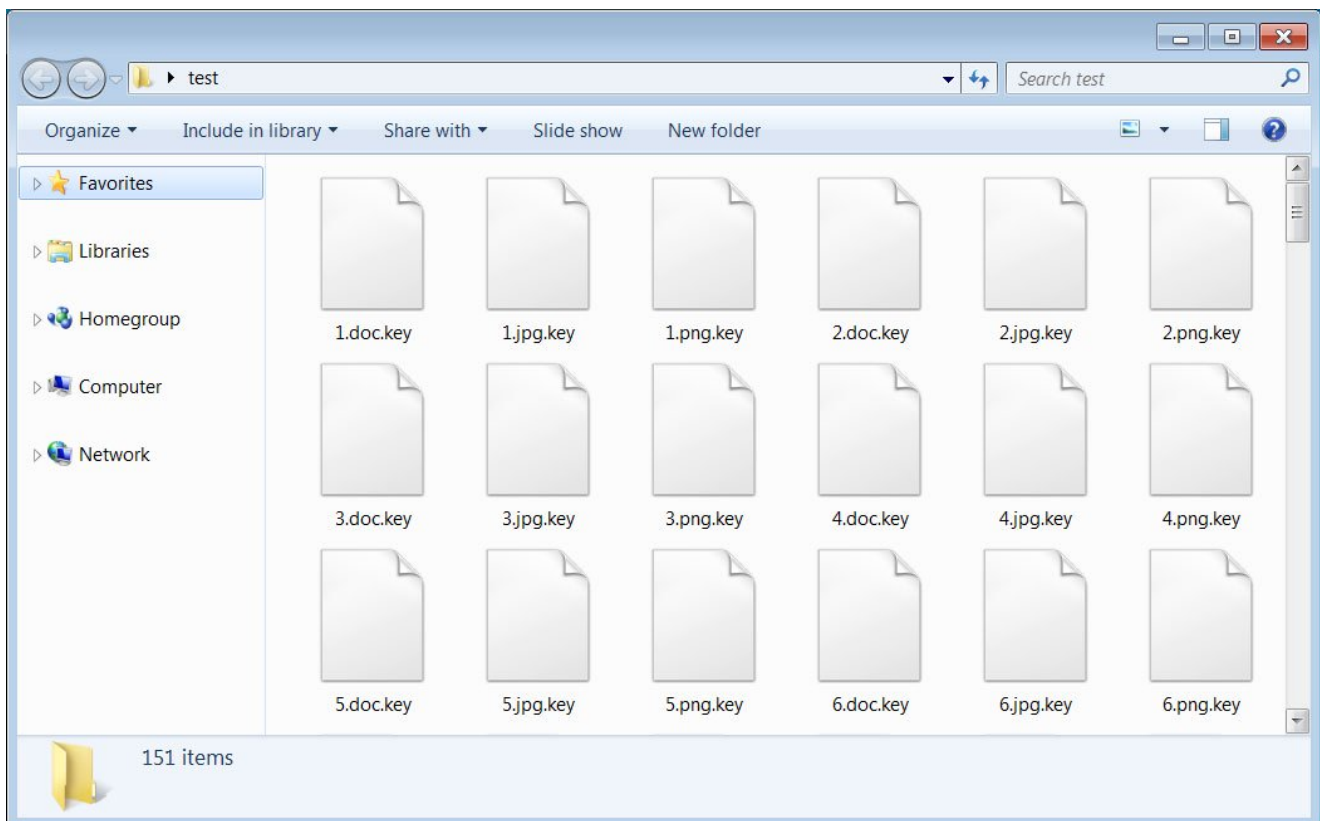 test
Search test
Organize Include in library Share with Slide show New folder
Favorites
Libraries
Homegroup
Computer
Network
1.doc.key 1.jpg.key 1.png.key 2.doc.key 2.jpg.key 2.png.key
3.doc.key 3.jpg.key 3.png.key 4.doc.key 4.jpg.key 4.png.key
5.doc.key 5.jpg.key 5.png.key 6.doc.key 6.jpg.key 6.png.key
151 items